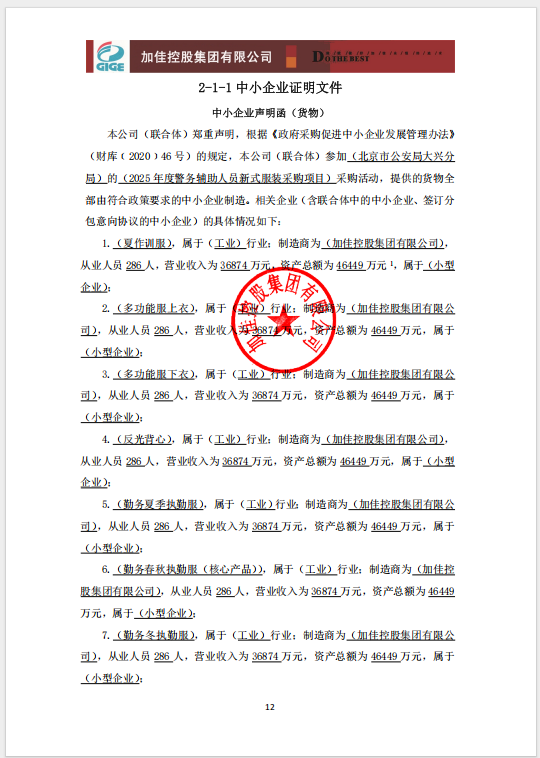 GIGE
加佳控股集团有限公司
DO THE BEST
2-1-1 中小企业证明文件
中小企业声明函（货物）
本公司（联合体）郑重声明，根据《政府采购促进中小企业发展管理办法》
（财库﹝2020﹞46 号）的规定，本公司（联合体）参加（北京市公安局大兴分
局）的（2025 年度警务辅助人员新式服装采购项目）采购活动，提供的货物全
部由符合政策要求的中小企业制造。相关企业（含联合体中的中小企业、签订分
包意向协议的中小企业）的具体情况如下：
1.（夏作训服），属于（工业）行业；制造商为（加佳控股集团有限公司），
从业人员 286 人，营业收入为 36874 万元，资产总额为 46449 万元¹，属于（小型
企业）；
2.（多功能服上衣），属于（工业）行业；制造商为（加佳控股集团有限公
司），从业人员 286 人，营业收入为 36874 万元，资产总额为 46449 万元，属于
（小型企业）；
加佳控股集团有限公司
3.（多功能服下衣），属于（工业）行业；制造商为（加佳控股集团有限公
司），从业人员 286 人，营业收入为 36874 万元，资产总额为 46449 万元，属于
（小型企业）；
4.（反光背心），属于（工业）行业；制造商为（加佳控股集团有限公司），
从业人员 286 人，营业收入为 36874 万元，资产总额为 46449 万元，属于（小型
企业）；
5.（勤务夏季执勤服），属于（工业）行业；制造商为（加佳控股集团有限公
司），从业人员 286 人，营业收入为 36874 万元，资产总额为 46449 万元，属于
（小型企业）；
6.（勤务春秋执勤服（核心产品）），属于（工业）行业；制造商为（加佳控
股集团有限公司），从业人员 286 人，营业收入为 36874 万元，资产总额为 46449
万元，属于（小型企业）；
7.（勤务冬执勤服），属于（工业）行业；制造商为（加佳控股集团有限公
司），从业人员 286 人，营业收入为 36874 万元，资产总额为 46449 万元，属于
（小型企业）；
12